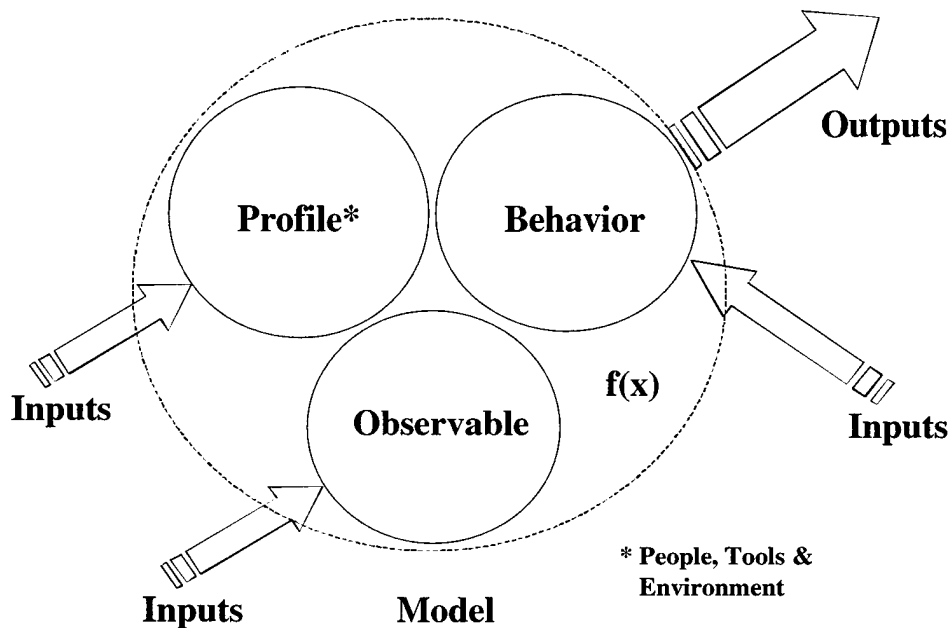 Outputs
Profile*
Behavior
f(x)
Inputs
Observable
Inputs
* People, Tools &
Environment
Inputs
Model